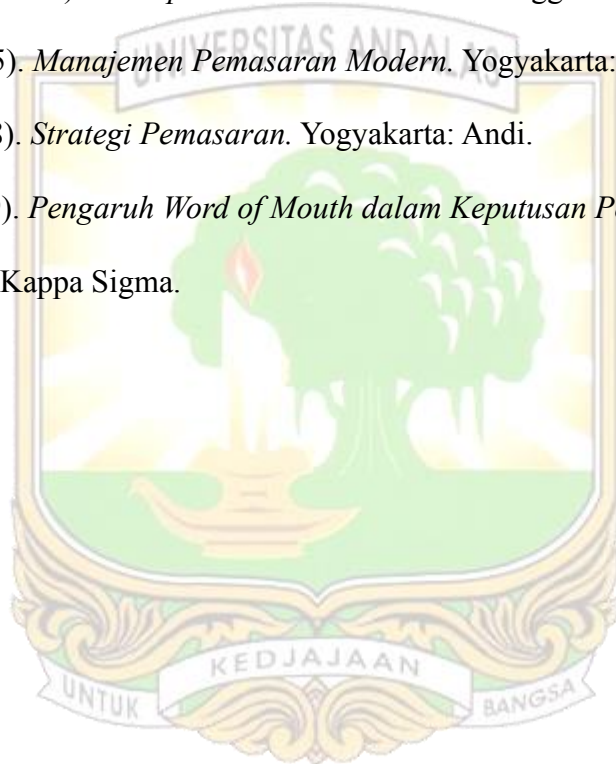 5). Manajemen Pemasaran Modern. Yogyakarta:
). Strategi Pemasaran. Yogyakarta: Andi.
). Pengaruh Word of Mouth dalam Keputusan
Kappa Sigma.
UNIVERSITAS ANDALAS
UNTUK KEDJAJAAN BANGSA